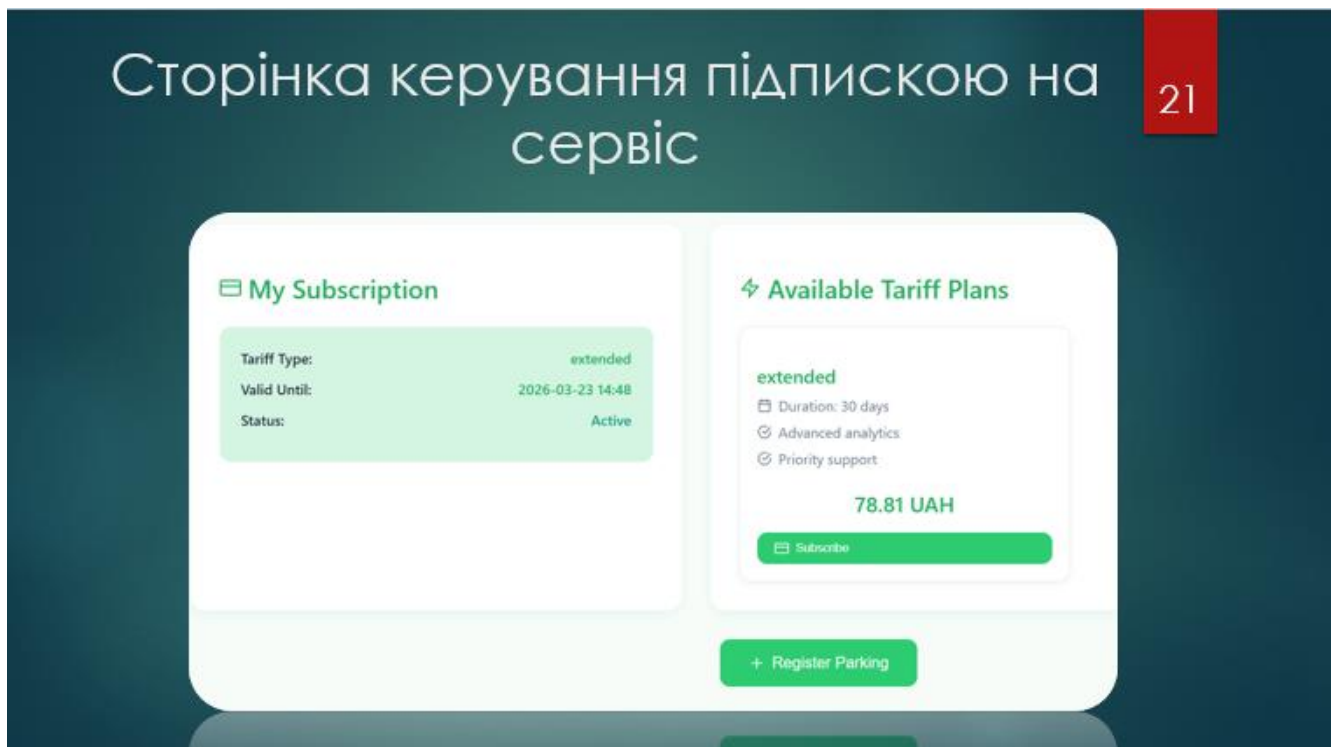 Сторінка керування підпискою на
сервіс
21
My Subscription
Tariff Type: extended
Valid Until: 2026-03-23 14:48
Status: Active
Available Tariff Plans
extended
Duration: 30 days
Advanced analytics
Priority support
78.81 UAH
Subscribe
+ Register Parking